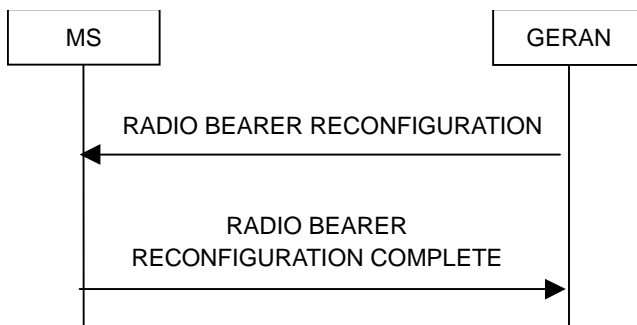 MS
GERAN
RADIO BEARER RECONFIGURATION
RADIO BEARER
RECONFIGURATION COMPLETE